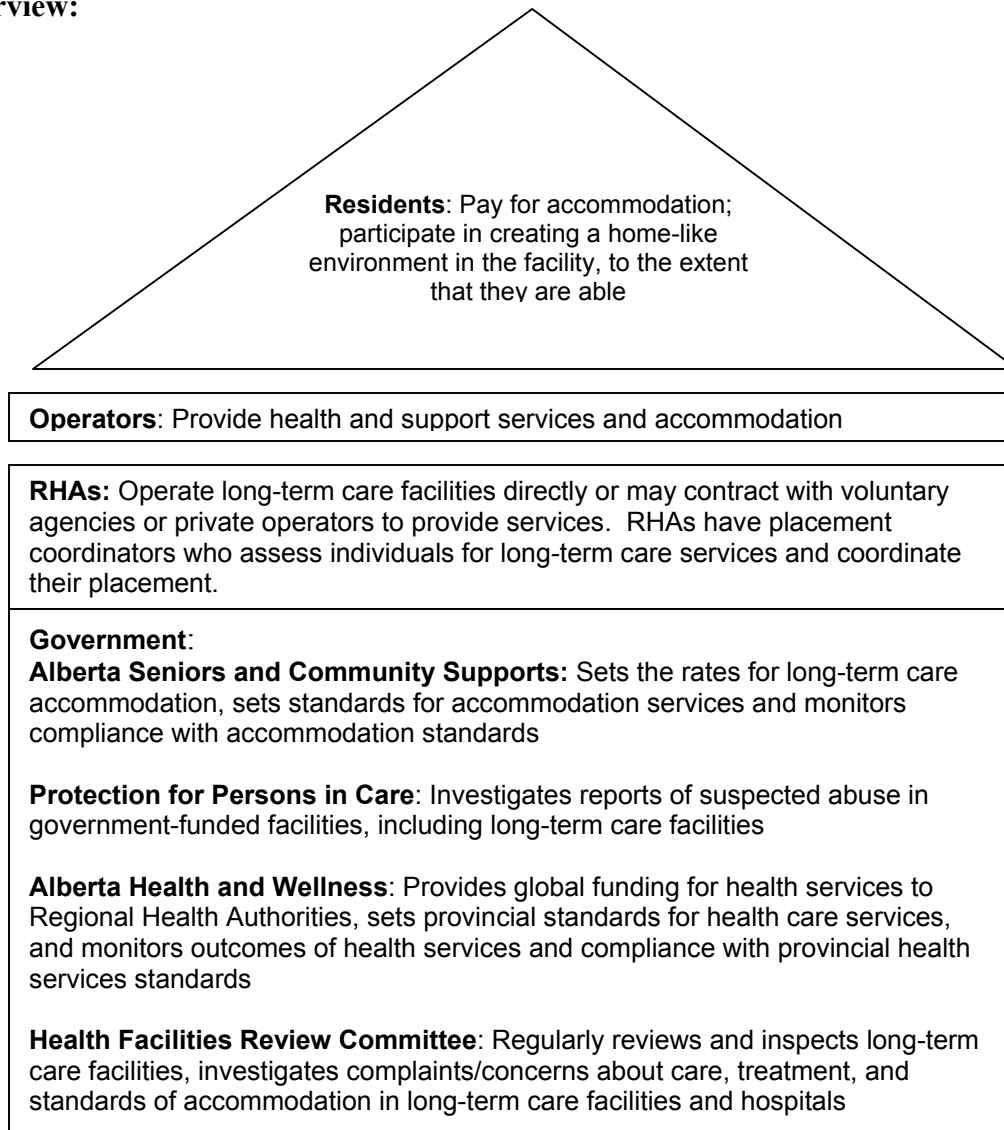 rview:
Residents: Pay for accommodation;
participate in creating a home-like
environment in the facility, to the extent
that they are able
Operators: Provide health and support services and accommodation
RHAs: Operate long-term care facilities directly or may contract with voluntary
agencies or private operators to provide services.  RHAs have placement
coordinators who assess individuals for long-term care services and coordinate
their placement.
Government:
Alberta Seniors and Community Supports: Sets the rates for long-term care
accommodation, sets standards for accommodation services and monitors
compliance with accommodation standards
Protection for Persons in Care: Investigates reports of suspected abuse in
government-funded facilities, including long-term care facilities
Alberta Health and Wellness: Provides global funding for health services to
Regional Health Authorities, sets provincial standards for health care services,
and monitors outcomes of health services and compliance with provincial health
services standards
Health Facilities Review Committee: Regularly reviews and inspects long-term
care facilities, investigates complaints/concerns about care, treatment, and
standards of accommodation in long-term care facilities and hospitals